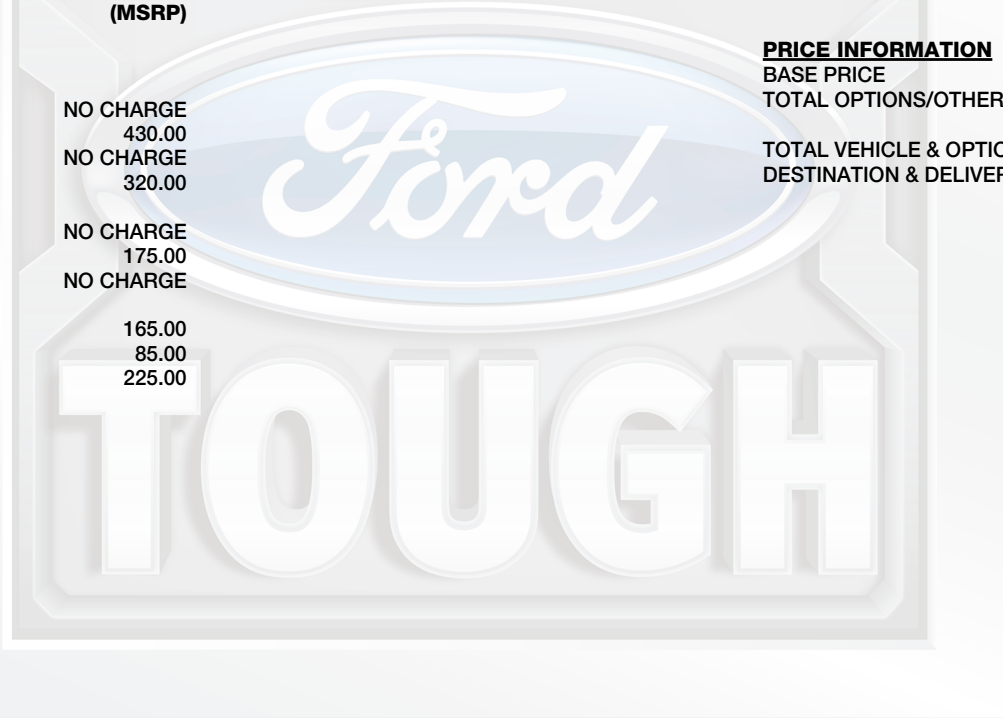 (MSRP)
NO CHARGE
430.00
NO CHARGE
320.00
NO CHARGE
175.00
NO CHARGE
165.00
85.00
225.00
PRICE INFORMATION
BASE PRICE
TOTAL OPTIONS/OTHER
TOTAL VEHICLE & OPTIO
DESTINATION & DELIVER
Ford
TOUGH